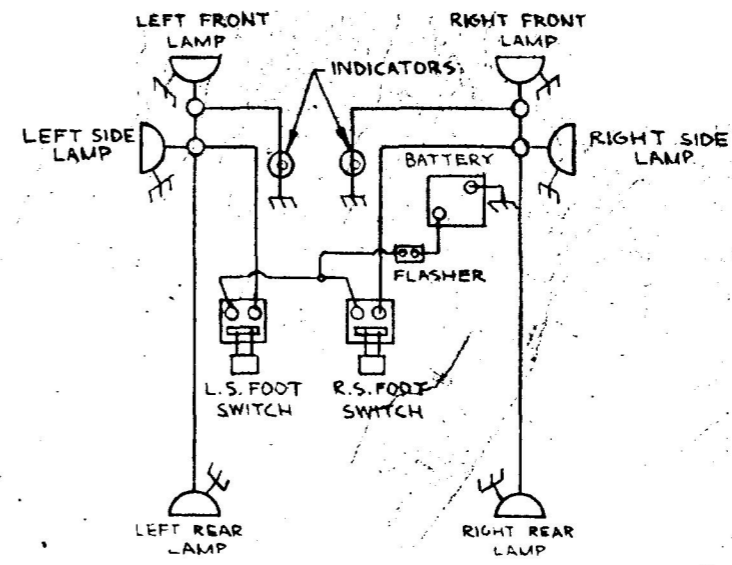 LEFT FRONT
LAMP
RIGHT FRONT
LAMP
INDICATORS
LEFT SIDE
LAMP
RIGHT SIDE
LAMP
BATTERY
FLASHER
L.S. FOOT
SWITCH
R.S. FOOT
SWITCH
LEFT REAR
LAMP
RIGHT REAR
LAMP